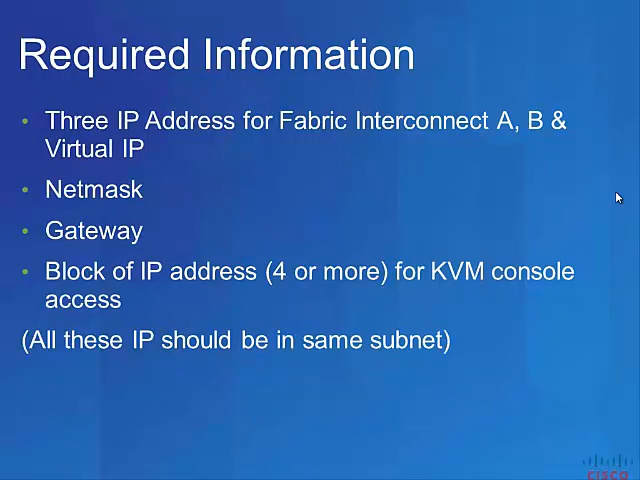 Required Information
• Three IP Address for Fabric Interconnect A, B &
Virtual IP
• Netmask
• Gateway
• Block of IP address (4 or more) for KVM console
access
(All these IP should be in same subnet)
CISCO